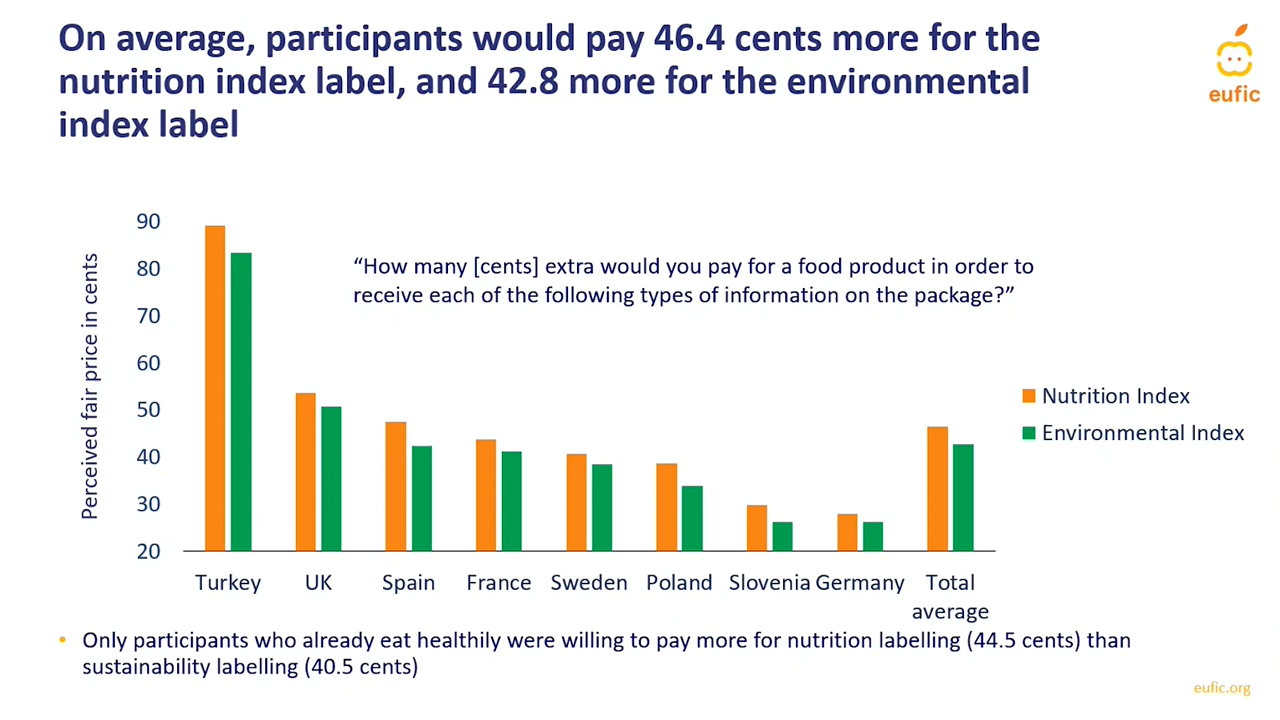 On average, participants would pay 46.4 cents more for the
nutrition index label, and 42.8 more for the environmental
index label
eufic
Perceived fair price in cents
90
80
70
60
50
40
30
20
“How many [cents] extra would you pay for a food product in order to
receive each of the following types of information on the package?”
Nutrition Index
Environmental Index
Turkey UK Spain France Sweden Poland Slovenia Germany Total
average
• Only participants who already eat healthily were willing to pay more for nutrition labelling (44.5 cents) than
sustainability labelling (40.5 cents)
eufic.org